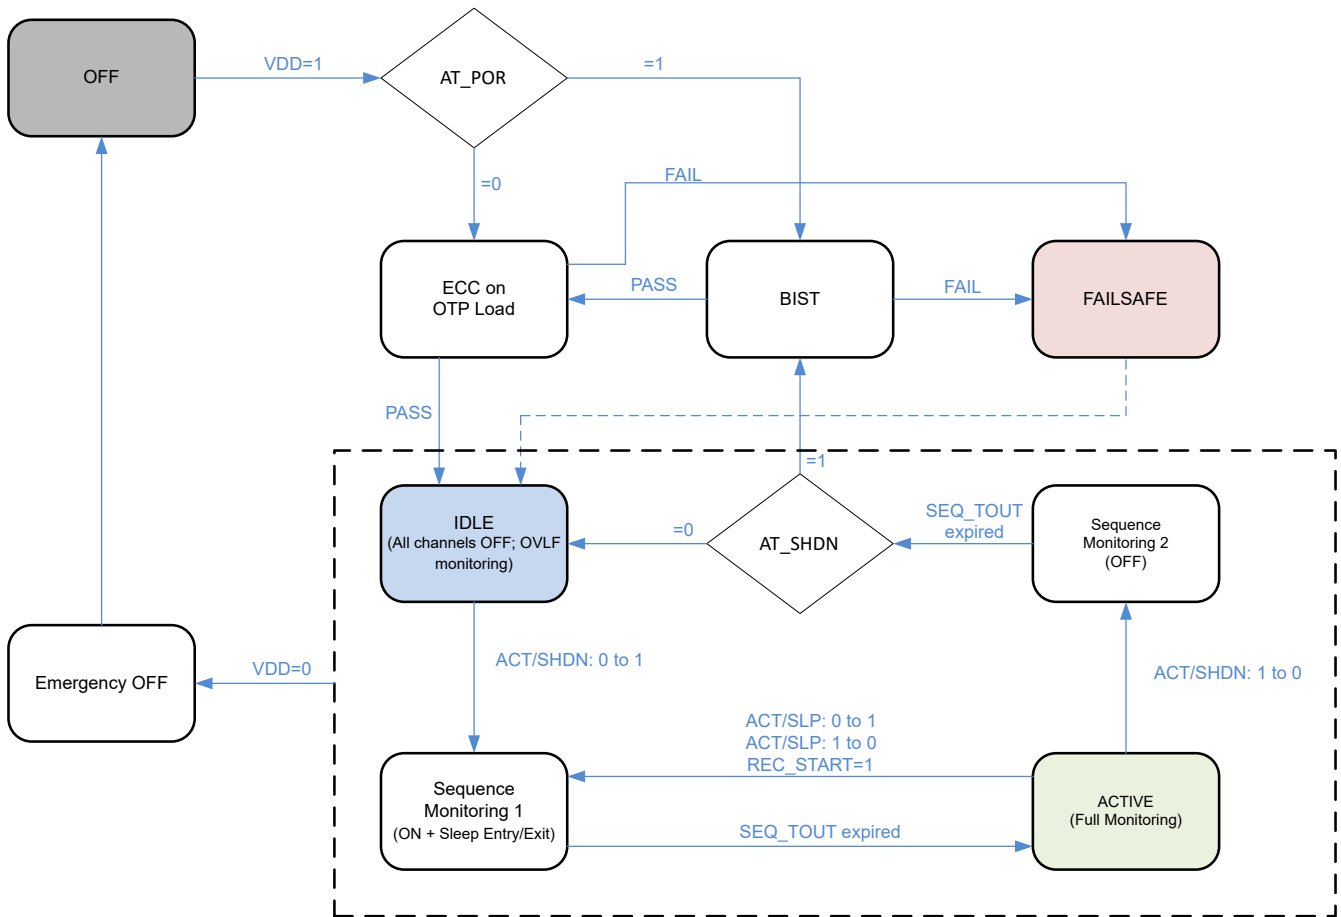 OFF
VDD=1
AT_POR
=1
=0
FAIL
ECC on
OTP Load
PASS
BIST
FAIL
FAILSAFE
PASS
=1
IDLE
(All channels OFF; OVLF
monitoring)
=0
AT_SHDN
SEQ_TOUT
expired
Sequence
Monitoring 2
(OFF)
Emergency OFF
VDD=0
ACT/SHDN: 0 to 1
ACT/SHDN: 1 to 0
ACT/SLP: 0 to 1
ACT/SLP: 1 to 0
REC_START=1
Sequence
Monitoring 1
(ON + Sleep Entry/Exit)
SEQ_TOUT expired
ACTIVE
(Full Monitoring)